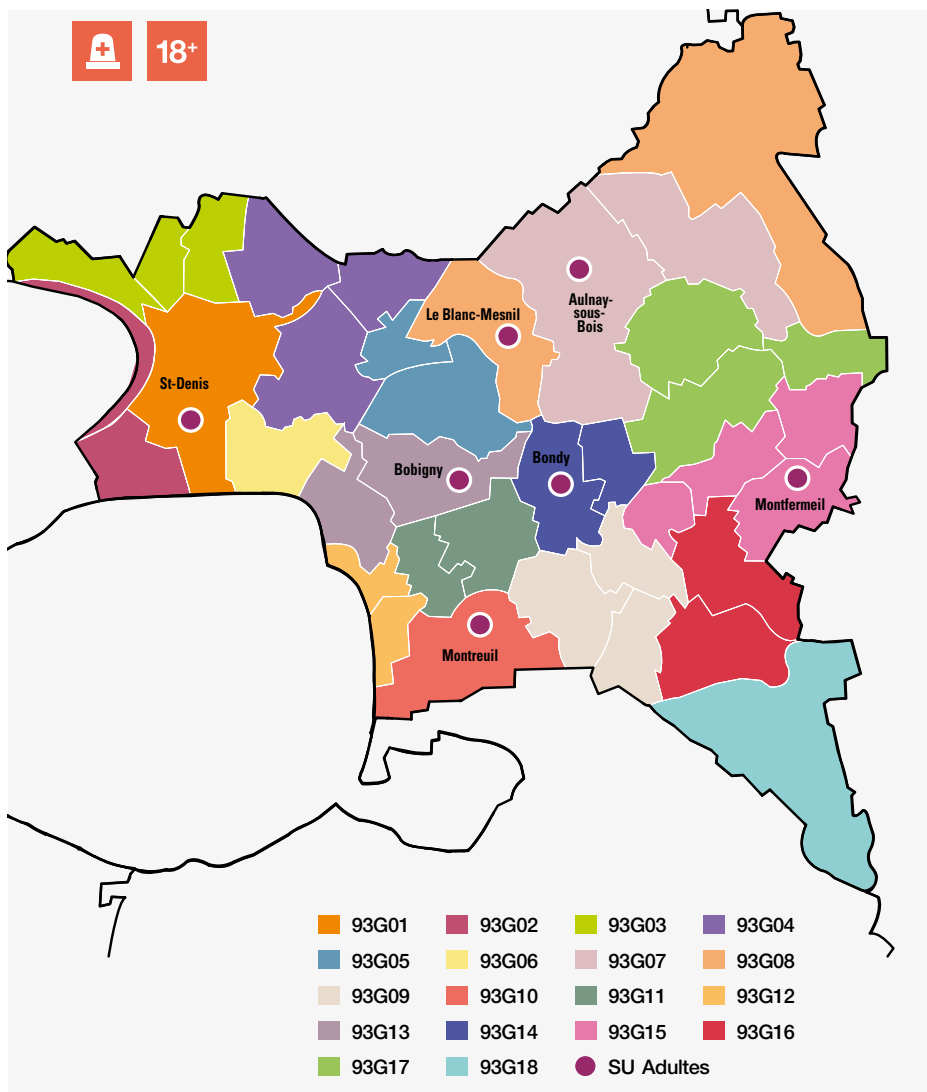 18+
Le Blanc-Mesnil
Aulnay-
sous-
Bois
St-Denis
Bobigny
Bondy
Montfermeil
Montreuil
93G01 93G02 93G03 93G04
93G05 93G06 93G07 93G08
93G09 93G10 93G11 93G12
93G13 93G14 93G15 93G16
93G17 93G18 SU Adultes